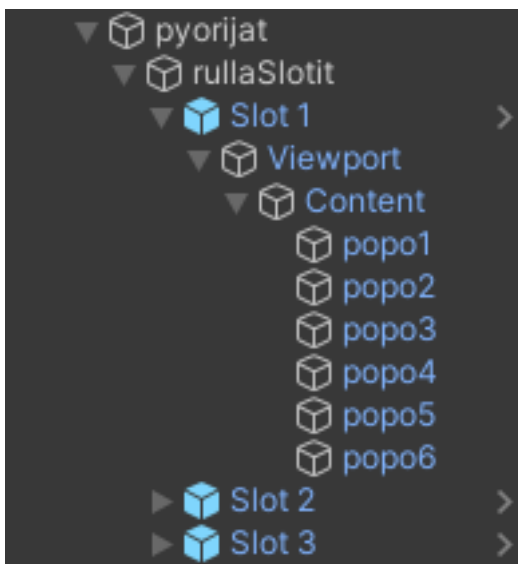 pyorijat
rullaSlotit
Slot 1
Viewport
Content
popo1
popo2
popo3
popo4
popo5
popo6
Slot 2
Slot 3